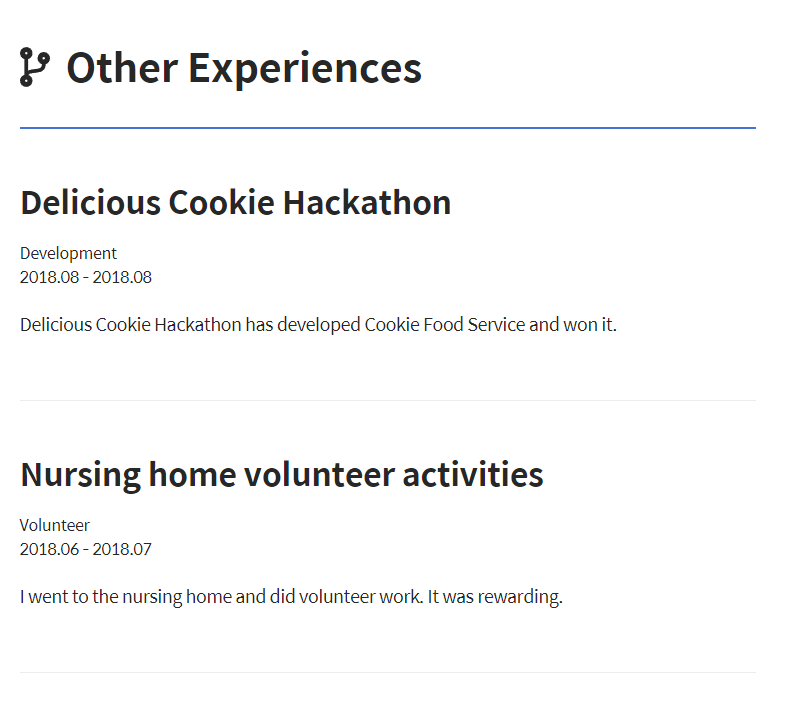 Other Experiences
Delicious Cookie Hackathon
Development
2018.08 - 2018.08
Delicious Cookie Hackathon has developed Cookie Food Service and won it.
Nursing home volunteer activities
Volunteer
2018.06 - 2018.07
I went to the nursing home and did volunteer work. It was rewarding.